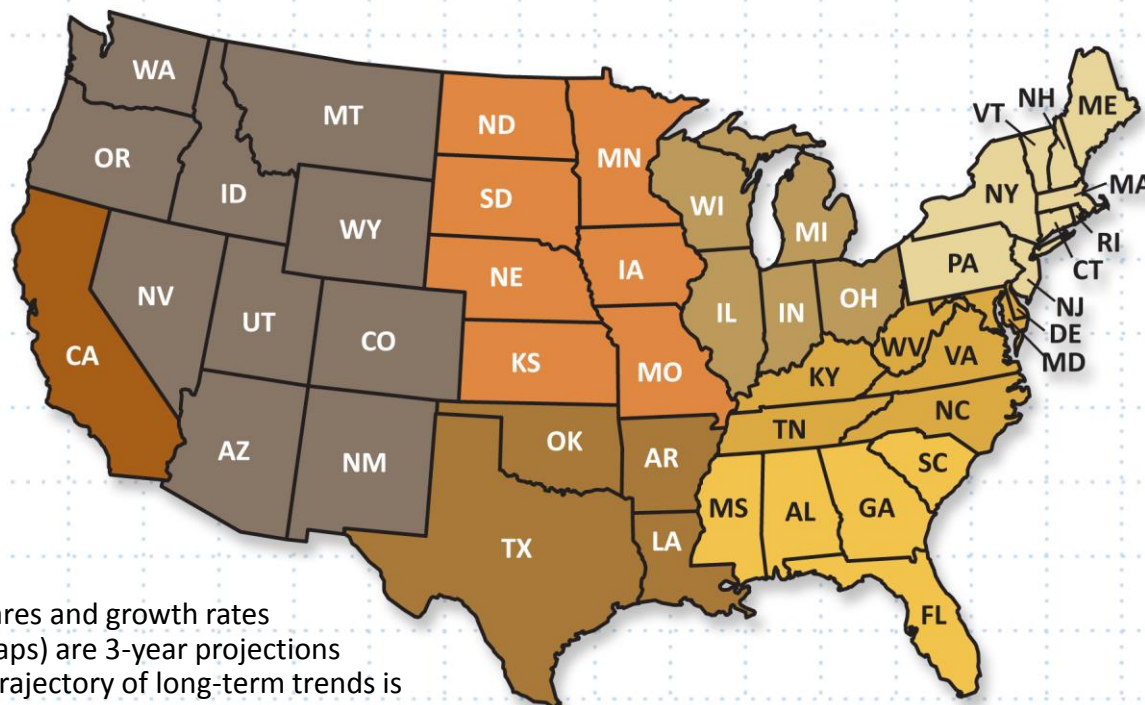 WA
MT
ND
MN
OR
ID
SD
WY
WI
MI
VT
NH
ME
NY
MA
RI
CT
PA
NJ
DE
MD
NE
IA
NV
UT
CO
CA
IL
IN
OH
WV
VA
KS
MO
KY
NC
TN
AZ
NM
OK
AR
SC
MS
AL
GA
TX
LA
FL
and growth rates
are 3-year projections
of long-term trends is